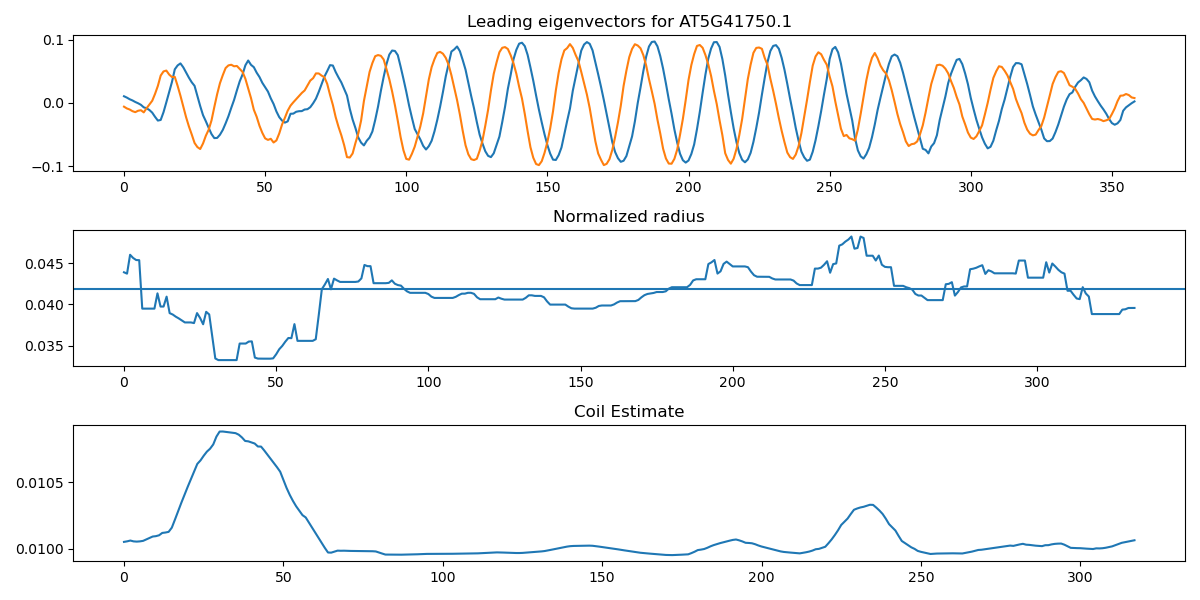 Leading eigenvectors for AT5G41750.1
0.1
0.0
−0.1
0 50 100 150 200 250 300 350
Normalized radius
0.045
0.040
0.035
0 50 100 150 200 250 300
Coil Estimate
0.0105
0.0100
0 50 100 150 200 250 300